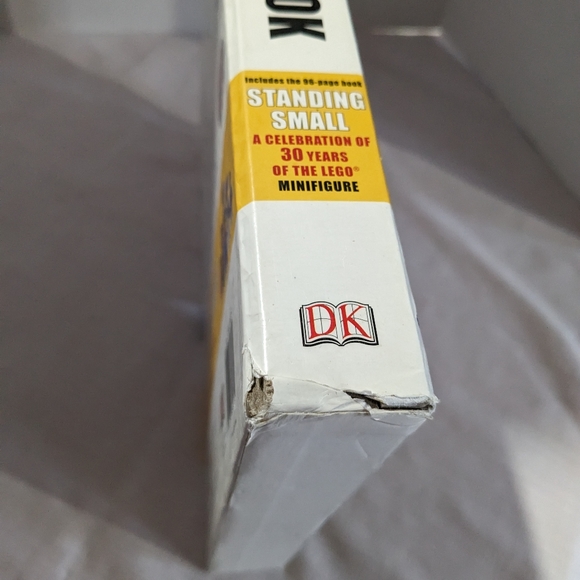 OK
Includes the 96-page book
STANDING
SMALL
A CELEBRATION OF
30 YEARS
OF THE LEGO®
MINIFIGURE
DK